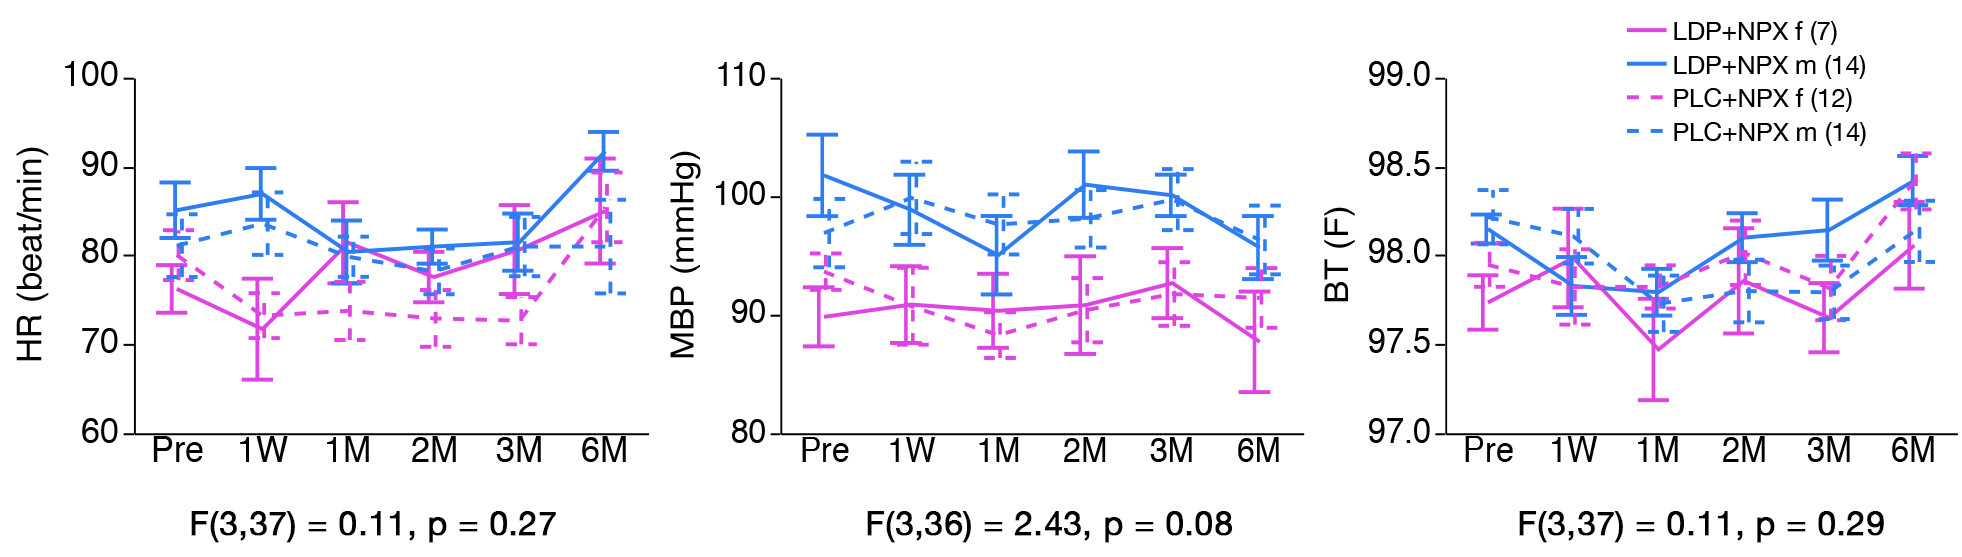 HR (beat/min)
100
90
80
70
60
Pre 1W 1M 2M 3M 6M
F(3,37) = 0.11, p = 0.27
MBP (mmHg)
110
100
90
80
Pre 1W 1M 2M 3M 6M
F(3,36) = 2.43, p = 0.08
BT (F)
99.0
98.5
98.0
97.5
97.0
Pre 1W 1M 2M 3M 6M
F(3,37) = 0.11, p = 0.29
LDP+NPX f (7)
LDP+NPX m (14)
PLC+NPX f (12)
PLC+NPX m (14)